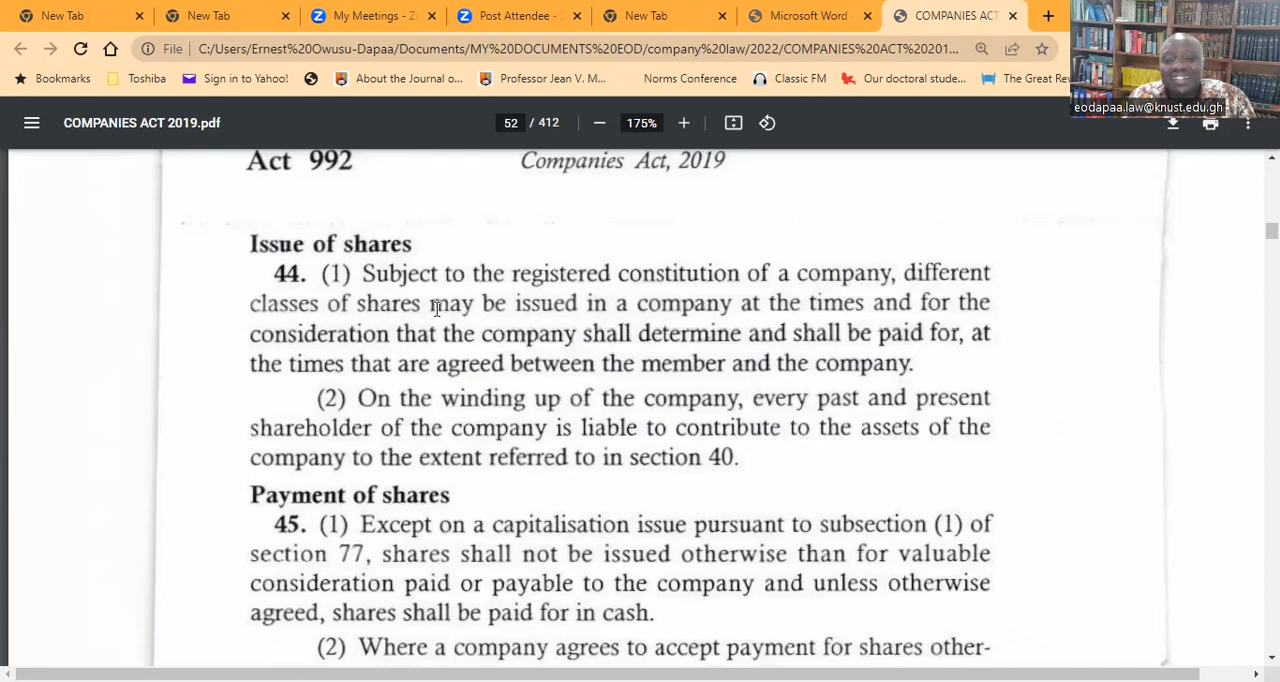 New Tab
New Tab
My Meetings - Z
Post Attendee -
New Tab
Microsoft Word -
COMPANIES ACT
File C:/Users/Ernest%20Owusu-Dapaa/Documents/MY%20DOCUMENTS%20EOD/company%20law/2022/COMPANIES%20ACT%20201...
Bookmarks
Toshiba
Sign in to Yahoo!
About the Journal o...
Professor Jean V. M...
Norms Conference
Classic FM
Our doctoral stude...
The Great Rev
eodapaa.law@knust.edu.gh
COMPANIES ACT 2019.pdf
52 / 412
175%
Act 992 Companies Act, 2019
Issue of shares
44. (1) Subject to the registered constitution of a company, different
classes of shares may be issued in a company at the times and for the
consideration that the company shall determine and shall be paid for, at
the times that are agreed between the member and the company.
(2) On the winding up of the company, every past and present
shareholder of the company is liable to contribute to the assets of the
company to the extent referred to in section 40.
Payment of shares
45. (1) Except on a capitalisation issue pursuant to subsection (1) of
section 77, shares shall not be issued otherwise than for valuable
consideration paid or payable to the company and unless otherwise
agreed, shares shall be paid for in cash.
(2) Where a company agrees to accept payment for shares other-